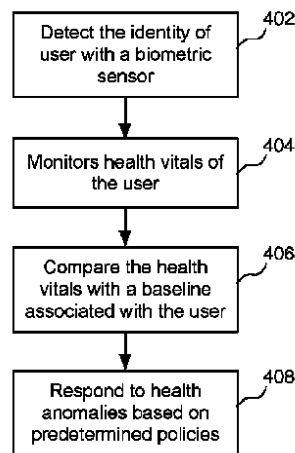 Detect the identity of
user with a biometric
sensor
402
Monitors health vitals
of the user
404
Compare the health
vitals with a baseline
associated with the user
406
Respond to health
anomalies based on
predetermined policies
408